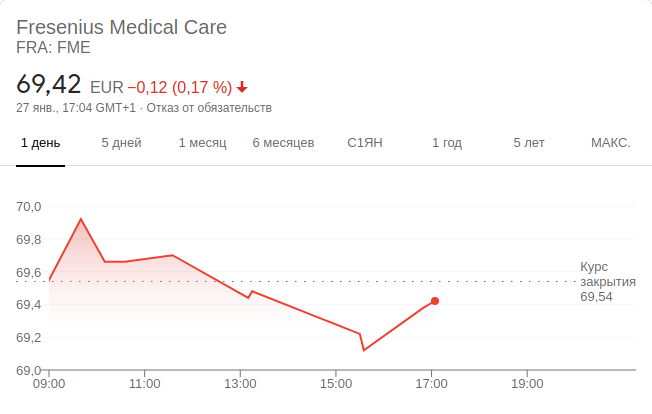 Fresenius Medical Care
FRA: FME
69,42 EUR −0,12 (0,17 %)
27 янв., 17:04 GMT+1 · Отказ от обязательств
1 день 5 дней 1 месяц 6 месяцев С1ЯН 1 год 5 лет МАКС.
70,0
69,8
69,6
69,4
69,2
69,0
Курс
закрытия
69,54
09:00 11:00 13:00 15:00 17:00 19:00